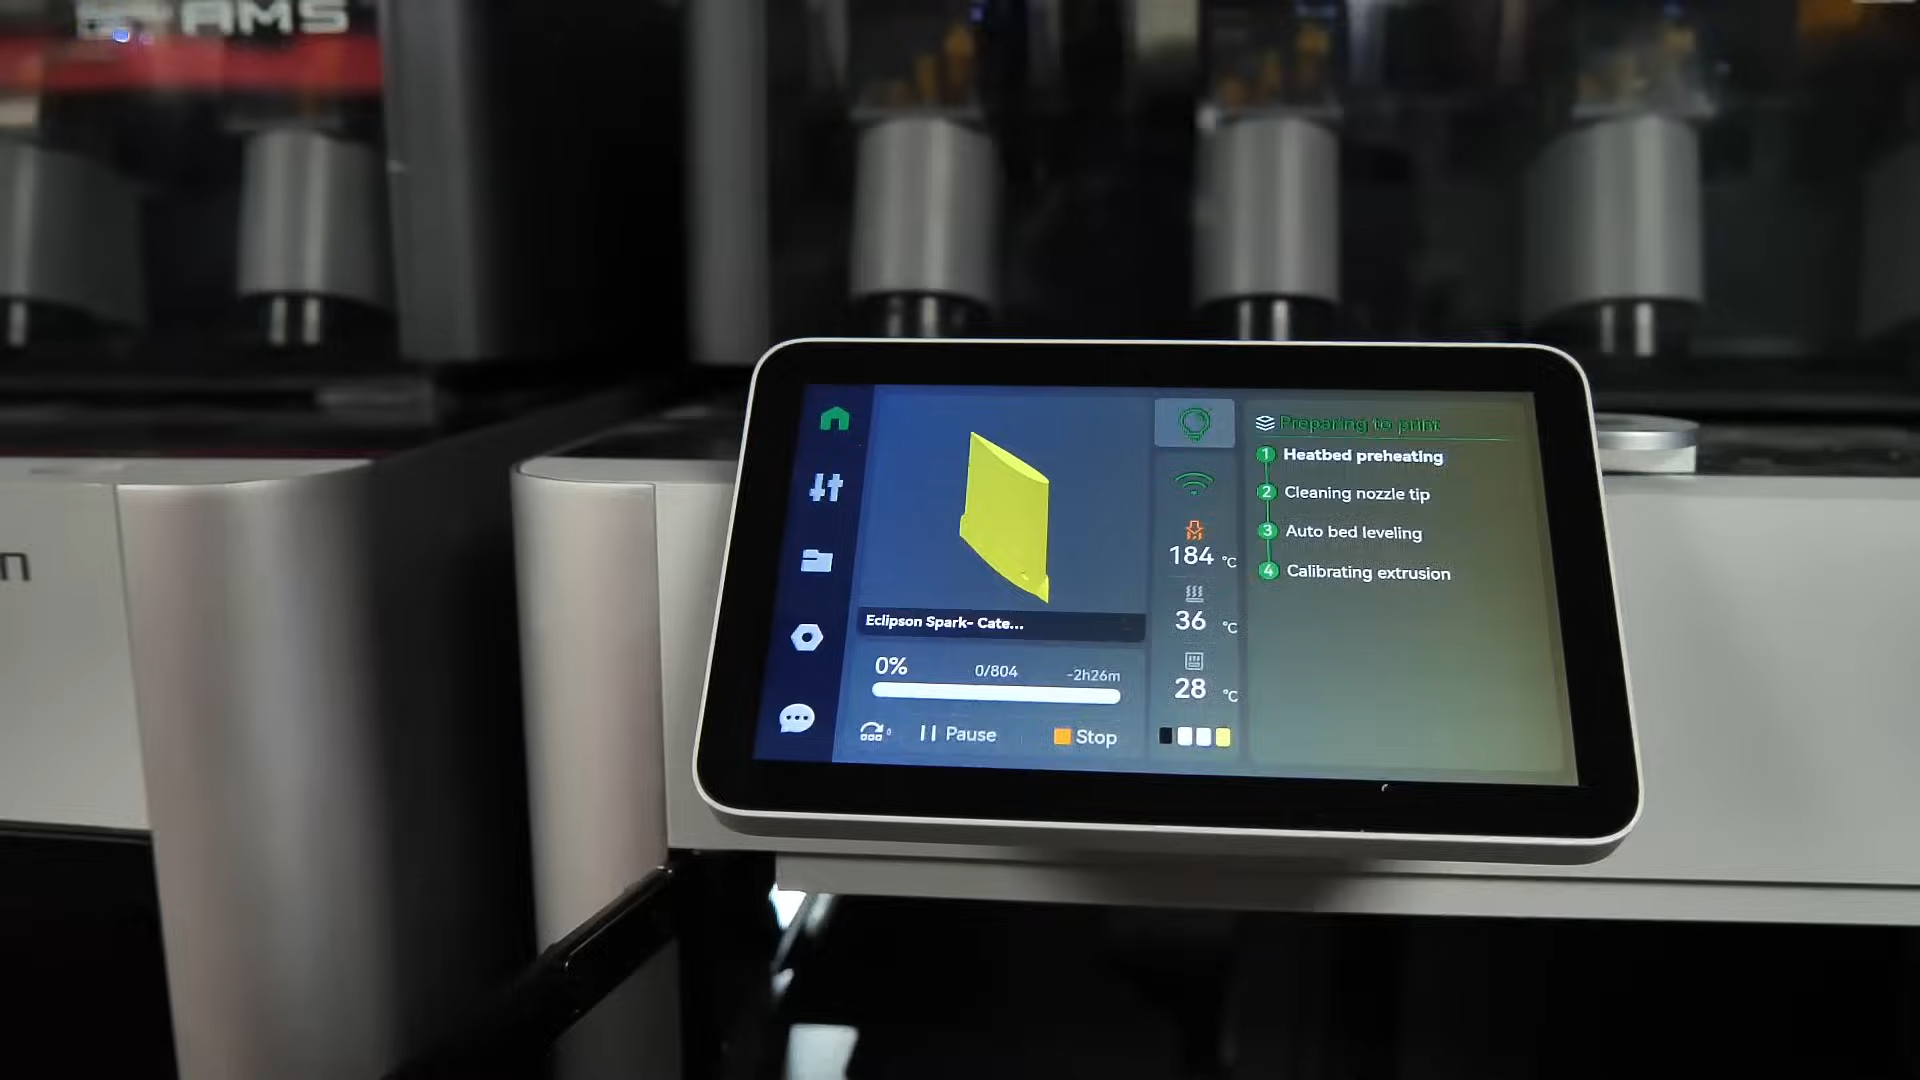 AMS
n
Preparing to print
1 Heatbed preheating
2 Cleaning nozzle tip
3 Auto bed leveling
4 Calibrating extrusion
184 °C
36 °C
28 °C
Eclipson Spark- Cate...
0% 0/804 -2h26m
0 Pause Stop